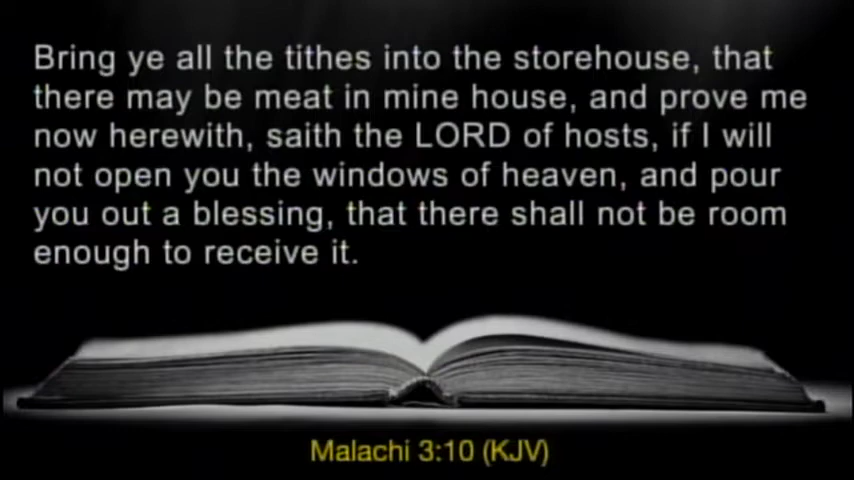 Bring ye all the tithes into the storehouse, that
there may be meat in mine house, and prove me
now herewith, saith the LORD of hosts, if I will
not open you the windows of heaven, and pour
you out a blessing, that there shall not be room
enough to receive it.
Malachi 3:10 (KJV)